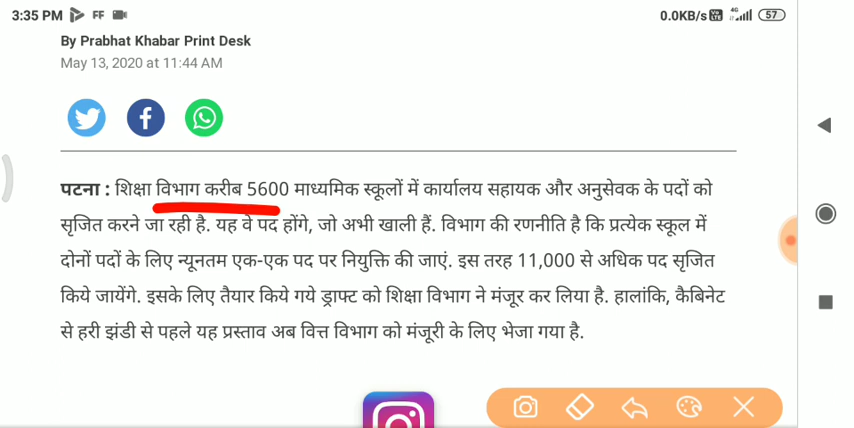 3:35 PM FF 0.0KB/s VoLTE 4G 57
By Prabhat Khabar Print Desk
May 13, 2020 at 11:44 AM
पटना : शिक्षा विभाग करीब 5600 माध्यमिक स्कूलों में कार्यालय सहायक और अनुसेवक के पदों को
सृजित करने जा रही है. यह वे पद होंगे, जो अभी खाली हैं. विभाग की रणनीति है कि प्रत्येक स्कूल में
दोनों पदों के लिए न्यूनतम एक-एक पद पर नियुक्ति की जाएं. इस तरह 11,000 से अधिक पद सृजित
किये जायेंगे. इसके लिए तैयार किये गये ड्राफ्ट को शिक्षा विभाग ने मंजूर कर लिया है. हालांकि, कैबिनेट
से हरी झंडी से पहले यह प्रस्ताव अब वित्त विभाग को मंजूरी के लिए भेजा गया है.